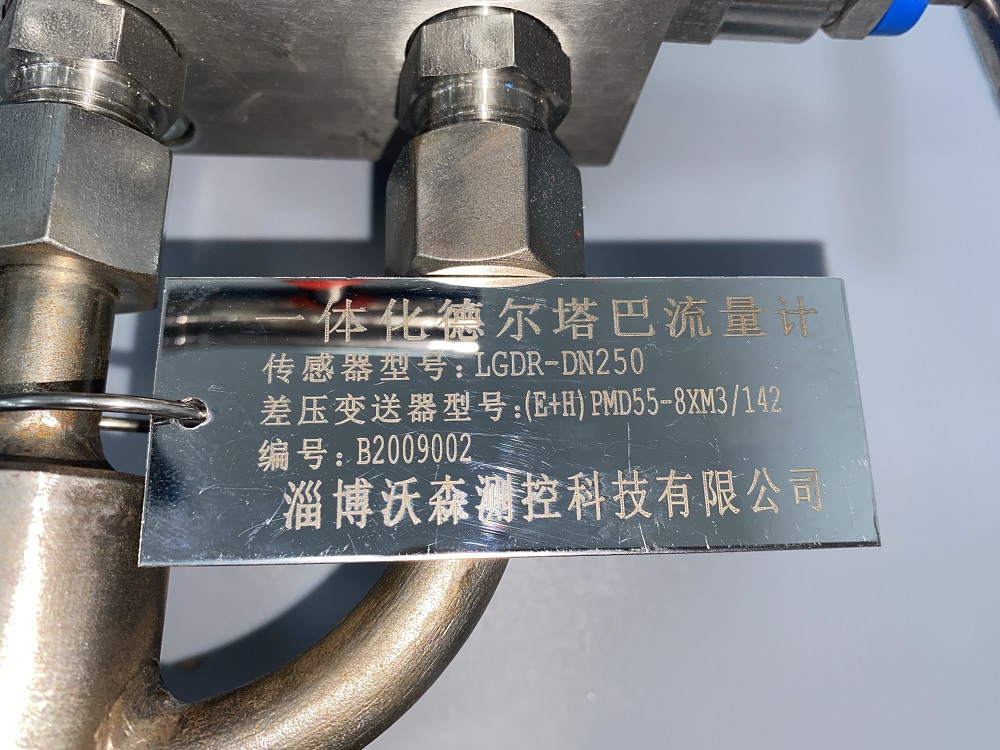 一体化德尔塔巴流量计
传感器型号:LGDR-DN250
差压变送器型号:(E+H)PMD55-8XM3/142
编号:B2009002
淄博沃森测控科技有限公司